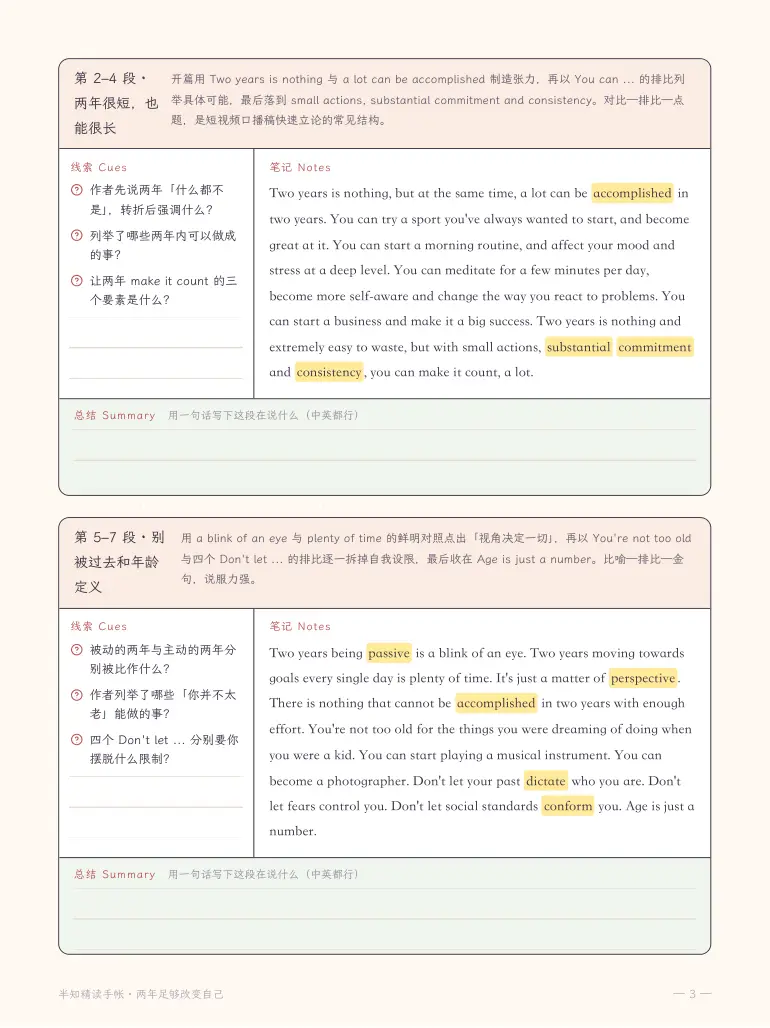 第 2–4 段・
两年很短，也
能很长
开篇用 Two years is nothing 与 a lot can be accomplished 制造张力，再以 You can … 的排比列
举具体可能，最后落到 small actions, substantial commitment and consistency。对比—排比—点
题，是短视频口播稿快速立论的常见结构。
线索 Cues
作者先说两年「什么都不
是」，转折后强调什么？
列举了哪些两年内可以做成
的事？
让两年 make it count 的三
个要素是什么？
笔记 Notes
Two years is nothing, but at the same time, a lot can be accomplished in
two years. You can try a sport you've always wanted to start, and become
great at it. You can start a morning routine, and affect your mood and
stress at a deep level. You can meditate for a few minutes per day,
become more self-aware and change the way you react to problems. You
can start a business and make it a big success. Two years is nothing and
extremely easy to waste, but with small actions, substantial commitment
and consistency, you can make it count, a lot.
总结 Summary 用一句话写下这段在说什么（中英都行）
第 5–7 段・别
被过去和年龄
定义
用 a blink of an eye 与 plenty of time 的鲜明对照点出「视角决定一切」，再以 You're not too old
与四个 Don't let … 的排比逐一拆掉自我设限，最后收在 Age is just a number。比喻—排比—金
句，说服力强。
线索 Cues
被动的两年与主动的两年分
别被比作什么？
作者列举了哪些「你并不太
老」能做的事？
四个 Don't let … 分别要你
摆脱什么限制？
笔记 Notes
Two years being passive is a blink of an eye. Two years moving towards
goals every single day is plenty of time. It's just a matter of perspective.
There is nothing that cannot be accomplished in two years with enough
effort. You're not too old for the things you were dreaming of doing when
you were a kid. You can start playing a musical instrument. You can
become a photographer. Don't let your past dictate who you are. Don't
let fears control you. Don't let social standards conform you. Age is just a
number.
总结 Summary 用一句话写下这段在说什么（中英都行）
半知精读手帐・两年足够改变自己
— 3 —